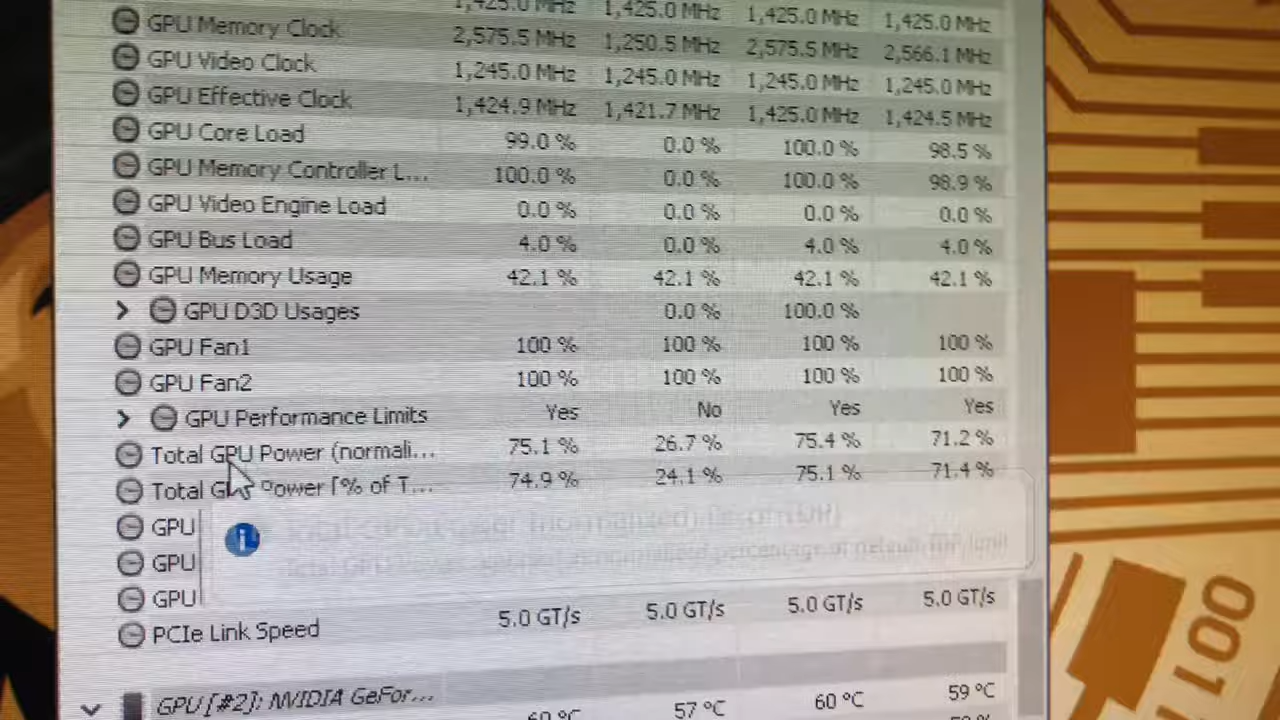 1,425.0 MHz 1,425.0 MHz 1,425.0 MHz 1,425.0 MHz
GPU Memory Clock 2,575.5 MHz 1,250.5 MHz 2,575.5 MHz 2,566.1 MHz
GPU Video Clock 1,245.0 MHz 1,245.0 MHz 1,245.0 MHz 1,245.0 MHz
GPU Effective Clock 1,424.9 MHz 1,421.7 MHz 1,425.0 MHz 1,424.5 MHz
GPU Core Load 99.0 % 0.0 % 100.0 % 98.5 %
GPU Memory Controller L... 100.0 % 0.0 % 100.0 % 98.9 %
GPU Video Engine Load 0.0 % 0.0 % 0.0 % 0.0 %
GPU Bus Load 4.0 % 0.0 % 4.0 % 4.0 %
GPU Memory Usage 42.1 % 42.1 % 42.1 % 42.1 %
GPU D3D Usages 0.0 % 100.0 %
GPU Fan1 100 % 100 % 100 % 100 %
GPU Fan2 100 % 100 % 100 % 100 %
GPU Performance Limits Yes No Yes Yes
Total GPU Power (normali... 75.1 % 26.7 % 75.4 % 71.2 %
Total GPU Power [% of T... 74.9 % 24.1 % 75.1 % 71.4 %
GPU
GPU
GPU
PCIe Link Speed 5.0 GT/s 5.0 GT/s 5.0 GT/s 5.0 GT/s
GPU [#2]: NVIDIA GeFor...
60 °C 57 °C 60 °C 59 °C
001